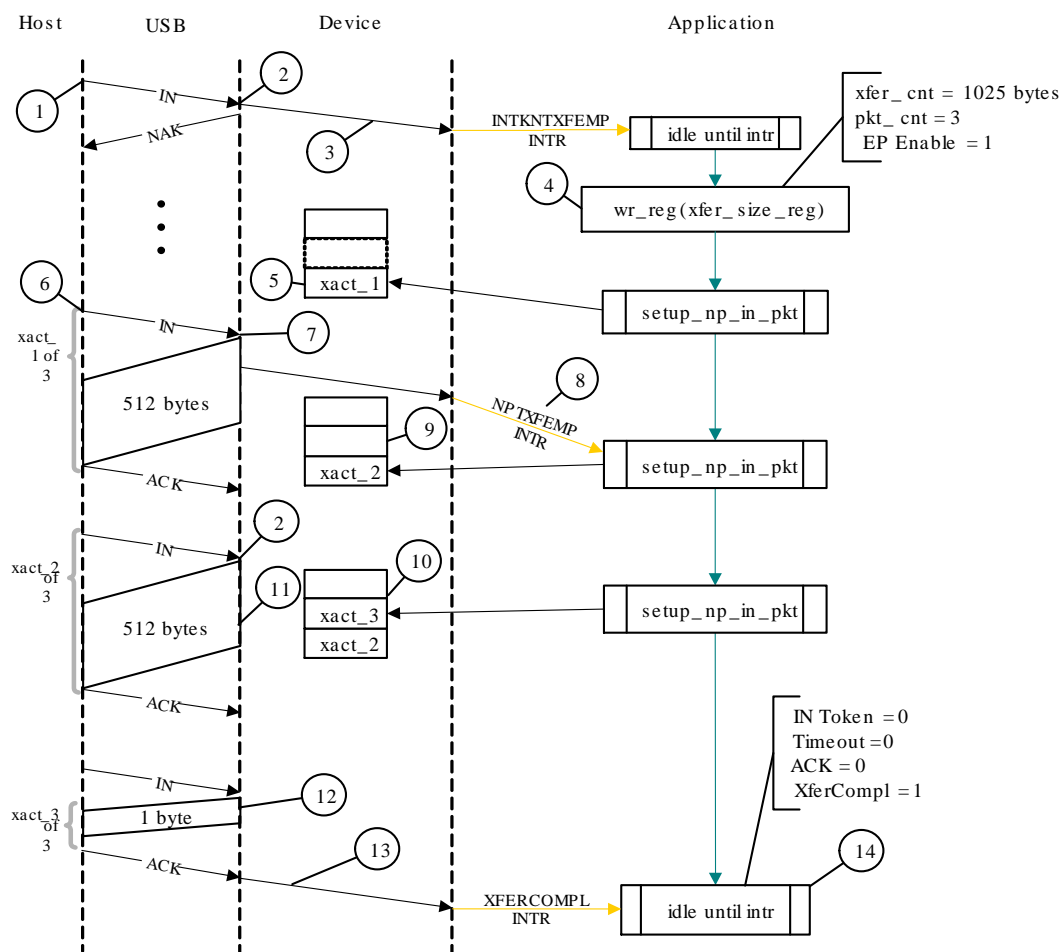 Host
USB
Device
Application
1
2
IN
NAK
3
INTKNTXFEMP
INTR
idle until intr
xfer_cnt = 1025 bytes
pkt_cnt = 3
EP Enable = 1
4
wr_reg(xfer_size_reg)
5
xact_1
setup_np_in_pkt
6
IN
7
xact_
1 of
3
512 bytes
8
NPTXFEMP
INTR
9
xact_2
setup_np_in_pkt
ACK
2
IN
xact_2
of
3
11
10
512 bytes
xact_3
xact_2
setup_np_in_pkt
ACK
IN Token = 0
Timeout = 0
ACK = 0
XferCompl = 1
IN
12
xact_3
of
3
1 byte
13
14
ACK
XFERCOMPL
INTR
idle until intr